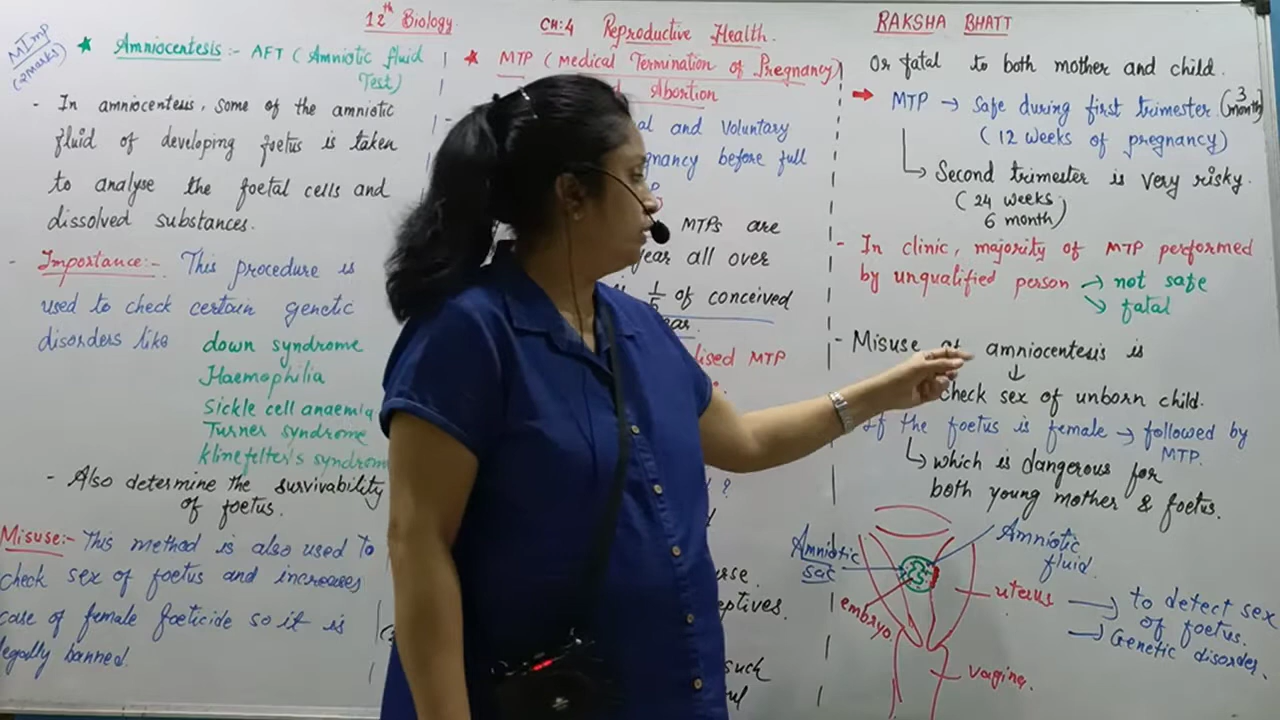 12th Biology. CH:4 Reproductive Health. RAKSHA BHATT
MImp
(2marks)
★ Amniocentesis :- AFT (Amniotic fluid
Test)
- In amniocentesis, some of the amniotic
fluid of developing foetus is taken
to analyse the foetal cells and
dissolved substances.
- Importance:- This procedure is
used to check certain genetic
disorders like down syndrome
Haemophilia
Sickle cell anaemia
Turner syndrome
klinefelter's syndrom
- Also determine the survivability
of foetus.
Misuse:- This method is also used to
check sex of foetus and increases
case of female foeticide so it is
legally banned.
★ MTP (Medical Termination of Pregnancy)
Abortion
al and voluntary
gnancy before full
MTPs are
year all over
1/5 of conceived
ear.
lised MTP
?
rse.
eptives.
such
Or fatal to both mother and child.
→ MTP → Safe during first trimester (3 month)
(12 weeks of pregnancy)
↳ Second trimester is very risky.
(24 weeks
6 month)
- In clinic, majority of MTP performed
by unqualified person → not safe
↘ fatal
- Misuse of amniocentesis is
↓
check sex of unborn child.
If the foetus is female → followed by
MTP.
↳ which is dangerous for
both young mother & foetus.
Amniotic
sac
Amniotic
fluid.
embryo
uterus → to detect sex
of foetus.
→ Genetic disorder.
vagina.